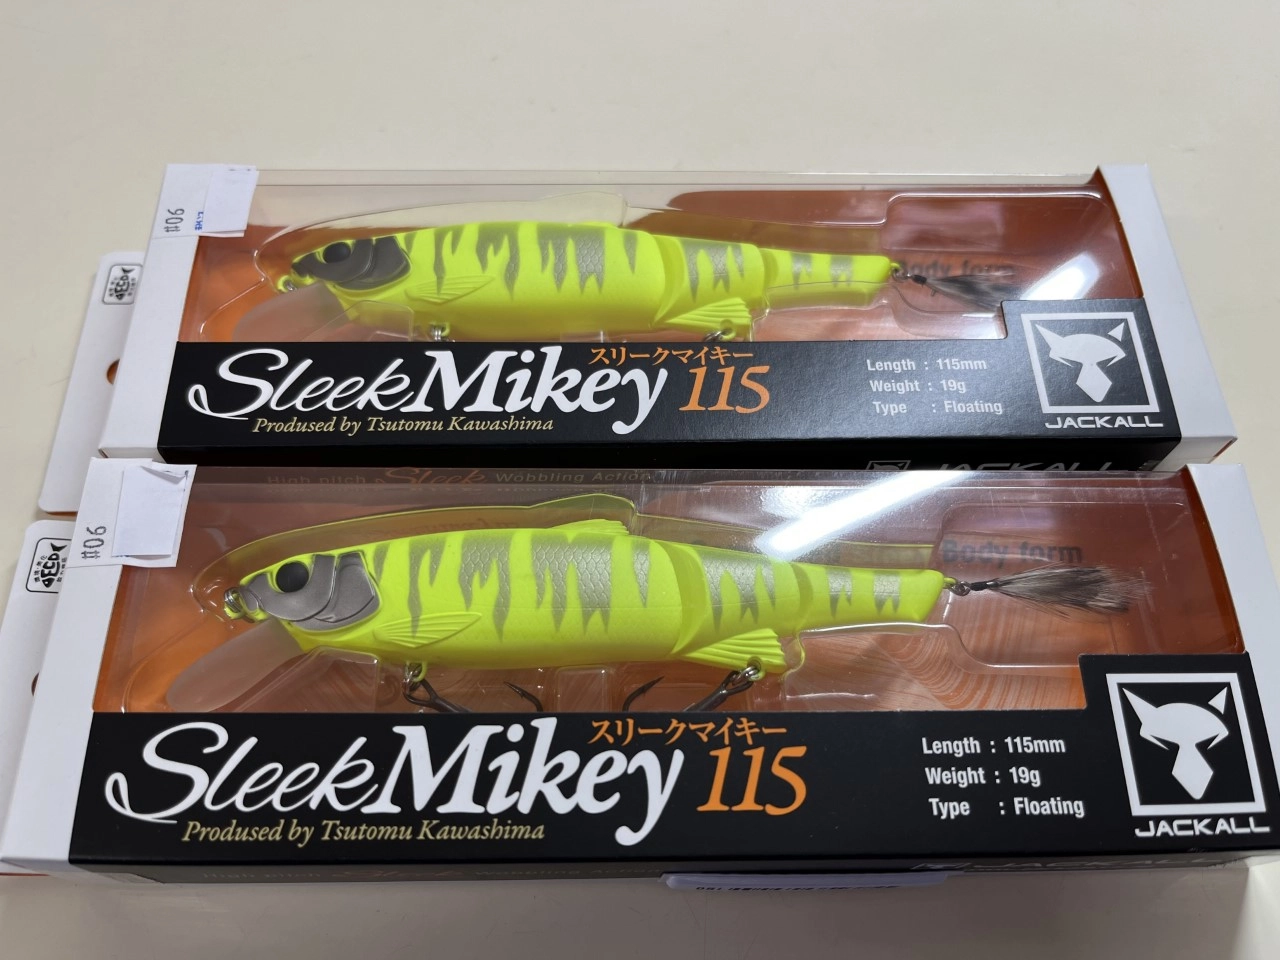 #06
Body form
スリークマイキー
SleekMikey 115
Prodused by Tsutomu Kawashima
Length : 115mm
Weight : 19g
Type : Floating
JACKALL
JACKALL
High pitch Sleek Wobbling Action
#06
Body form
スリークマイキー
SleekMikey 115
Prodused by Tsutomu Kawashima
Length : 115mm
Weight : 19g
Type : Floating
JACKALL
JACKALL